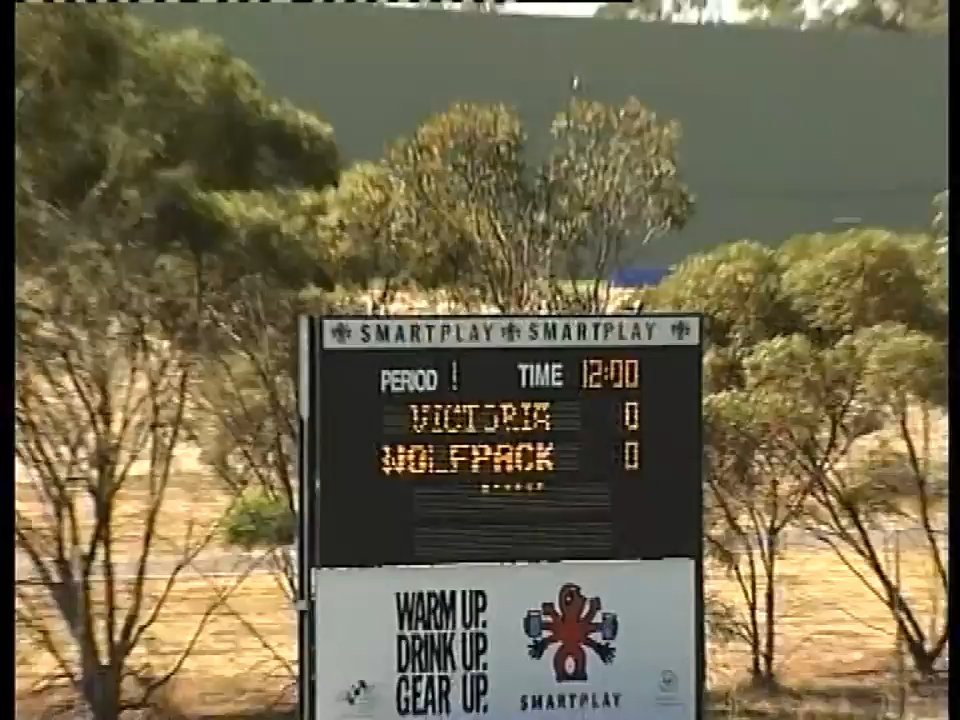 SMARTPLAY SMARTPLAY
PERIOD 1 TIME 12:00
VICTORIA 0
WOLFPACK 0
WARM UP.
DRINK UP.
GEAR UP.
SMARTPLAY